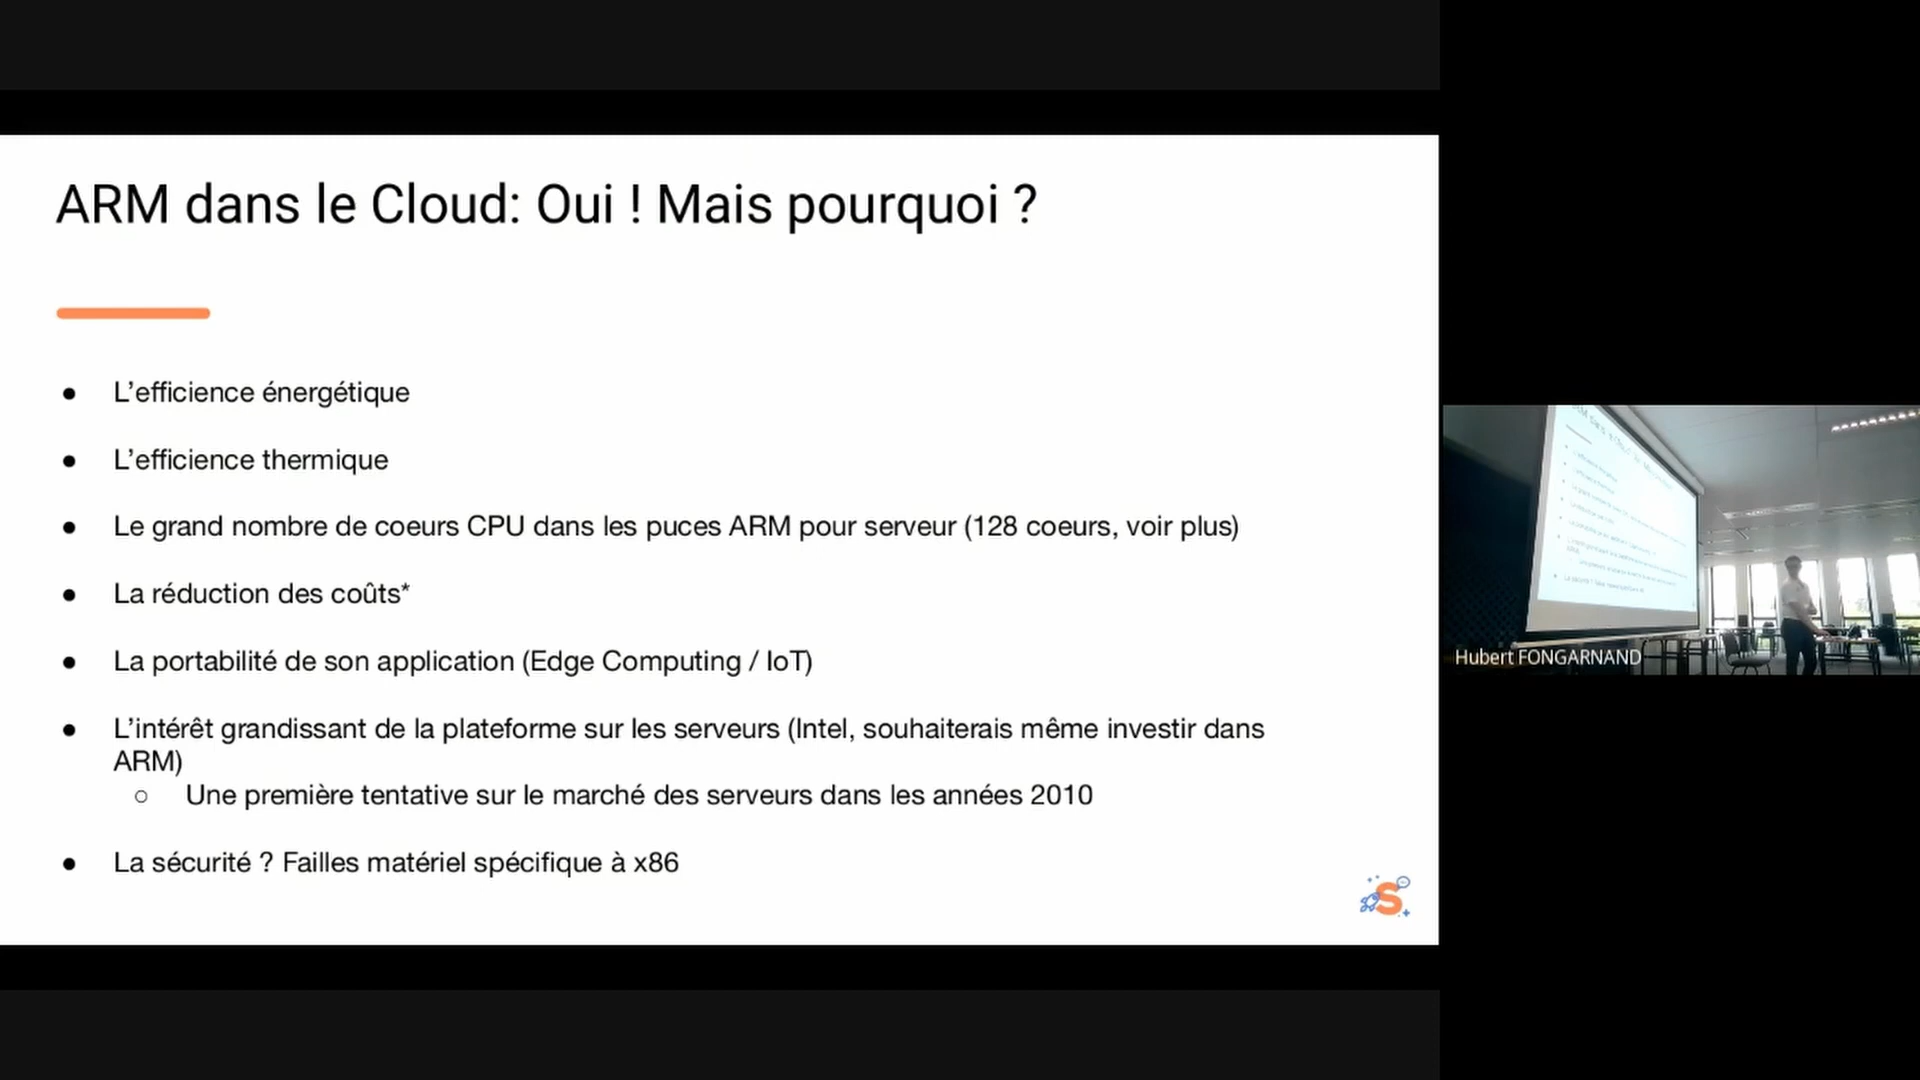 ARM dans le Cloud: Oui ! Mais pourquoi ?
● L’efficience énergétique
● L’efficience thermique
● Le grand nombre de coeurs CPU dans les puces ARM pour serveur (128 coeurs, voir plus)
● La réduction des coûts*
● La portabilité de son application (Edge Computing / IoT)
● L’intérêt grandissant de la plateforme sur les serveurs (Intel, souhaiterais même investir dans
ARM)
○ Une première tentative sur le marché des serveurs dans les années 2010
● La sécurité ? Failles matériel spécifique à x86
S
Hubert FONGARNAND